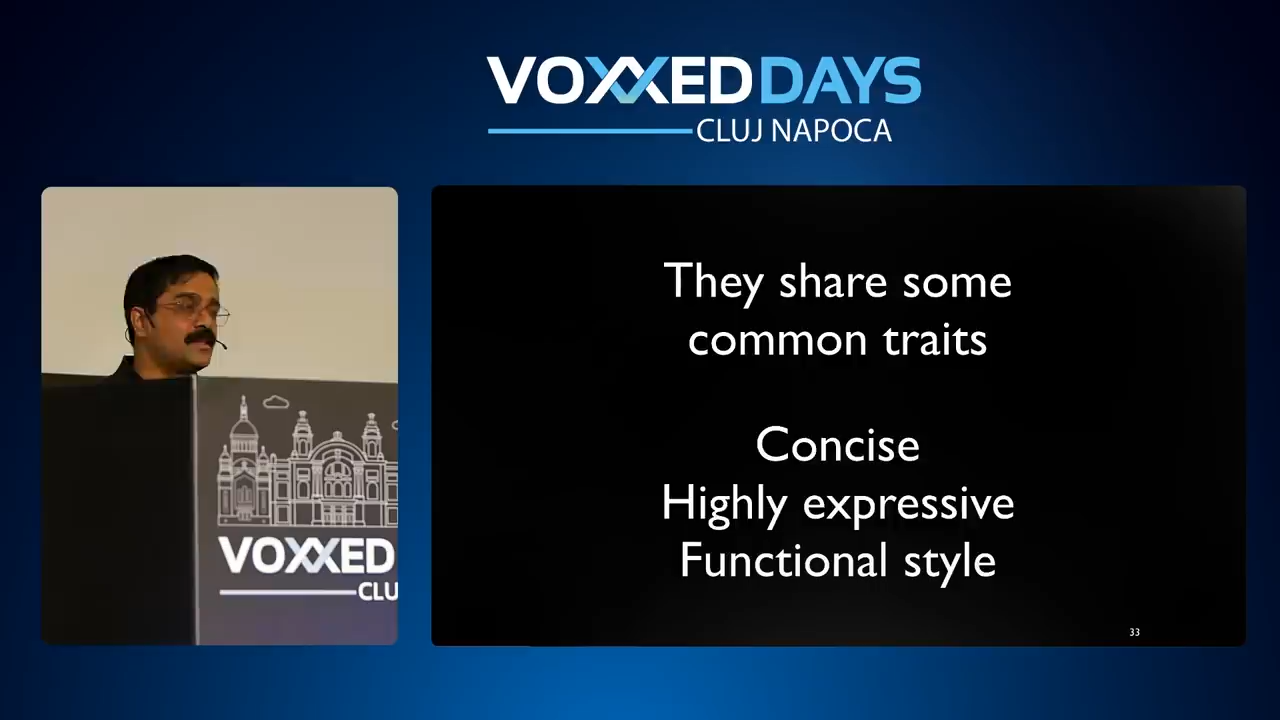 VOXXED DAYS
CLUJ NAPOCA
They share some
common traits
Concise
Highly expressive
Functional style
33
VOXXED
CLU